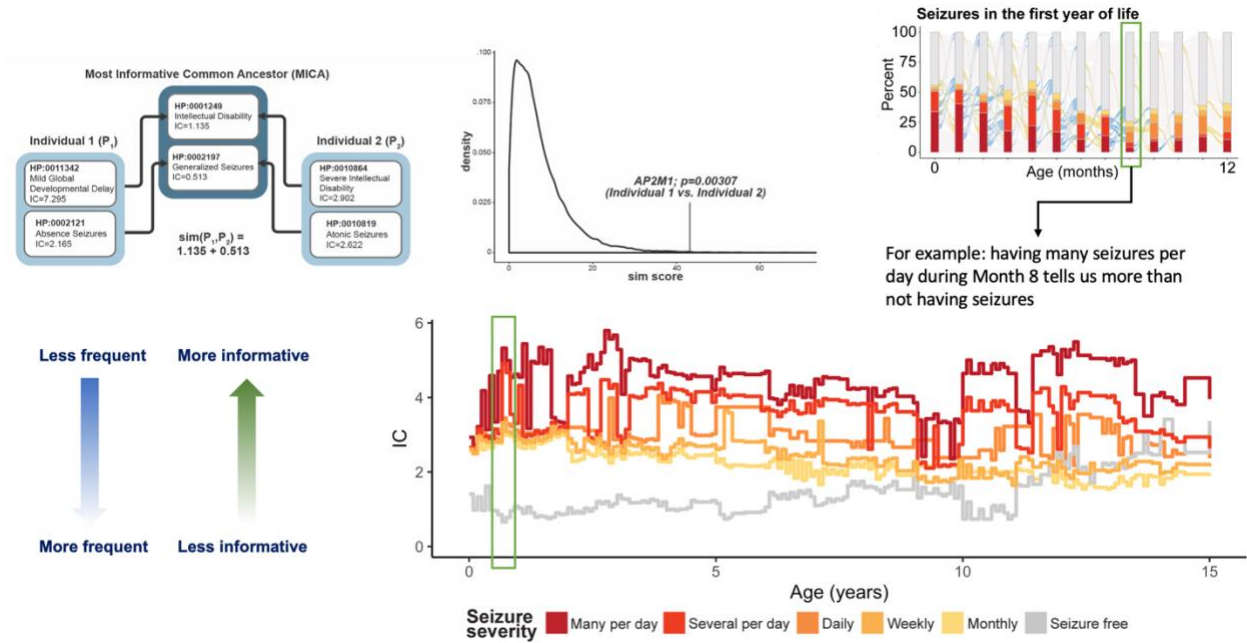 Most Informative Common Ancestor (MICA)
HP:0001249
Intellectual Disability
IC=1.135
HP:0002197
Generalized Seizures
IC=0.513
Individual 1 (P1)
HP:0011342
Mild Global
Developmental Delay
IC=7.295
HP:0002121
Absence Seizures
IC=2.165
Individual 2 (P2)
HP:0010864
Severe Intellectual
Disability
IC=2.902
HP:0010819
Atonic Seizures
IC=2.622
sim(P1,P2) =
1.135 + 0.513
density
.100
0.075
0.050
0.025
0
0 20 40 60
sim score
AP2M1; p=0.00307
(Individual 1 vs. Individual 2)
Seizures in the first year of life
Percent
100
75
50
25
0
0 12
Age (months)
For example: having many seizures per
day during Month 8 tells us more than
not having seizures
Less frequent More informative
More frequent Less informative
IC
6
4
2
0
0 5 10 15
Age (years)
Seizure
severity
Many per day Several per day Daily Weekly Monthly Seizure free